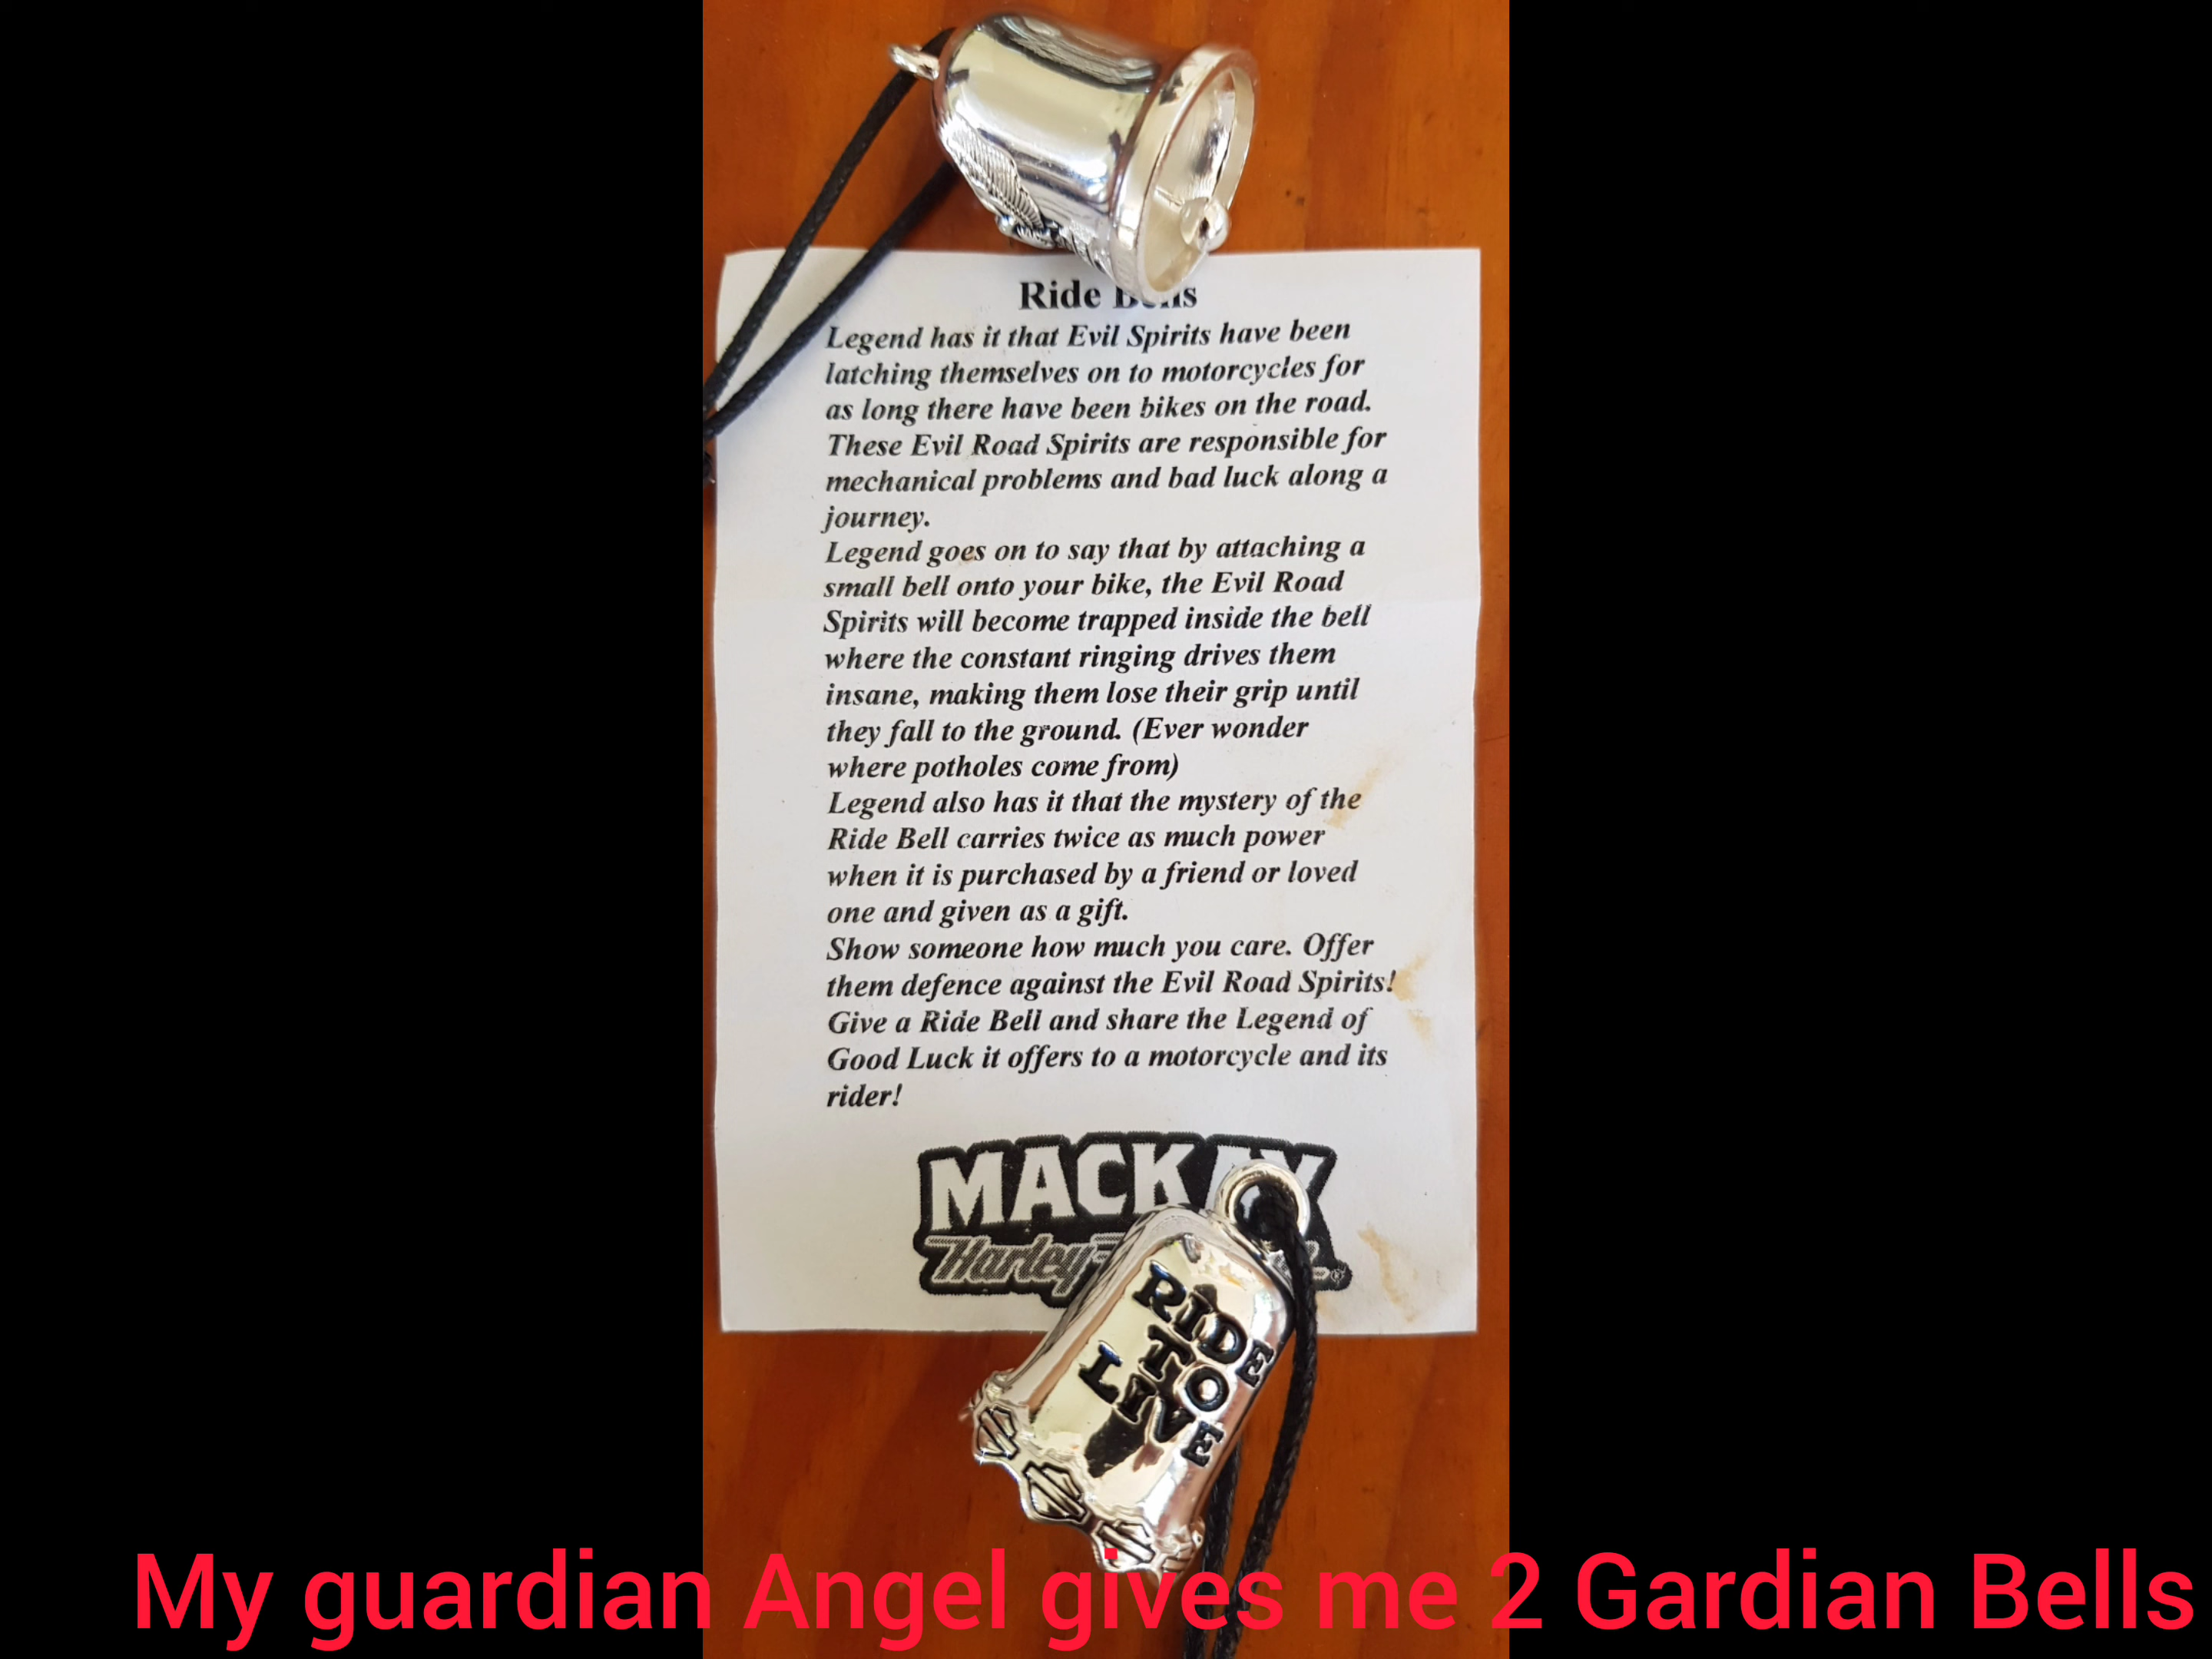 Ride
Legend has it that Evil Spirits have been
latching themselves on to motorcycles for
as long there have been bikes on the road.
These Evil Road Spirits are responsible for
mechanical problems and bad luck along a
journey.
Legend goes on to say that by attaching a
small bell onto your bike, the Evil Road
Spirits will become trapped inside the bell
where the constant ringing drives them
insane, making them lose their grip until
they fall to the ground. (Ever wonder
where potholes come from)
Legend also has it that the mystery of the
Ride Bell carries twice as much power
when it is purchased by a friend or loved
one and given as a gift.
Show someone how much you care. Offer
them defence against the Evil Road Spirits!
Give a Ride Bell and share the Legend of
Good Luck it offers to a motorcycle and its
rider!
MACKAY
Harley-
RIDE
TO
LIVE
My guardian Angel gives me 2 Gardian Bells